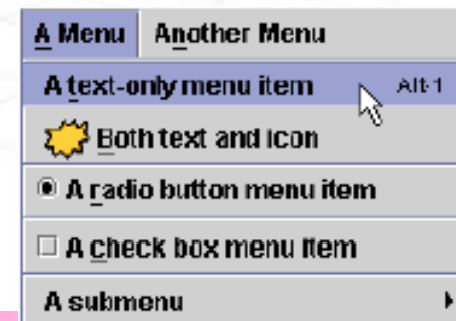 A Menu Another Menu
A text-only menu item Alt-1
Both text and icon
A radio button menu item
A check box menu item
A submenu